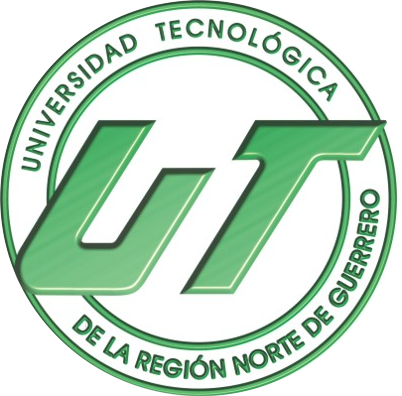 UNIVERSIDAD TECNOLÓGICA
UT
DE LA REGIÓN NORTE DE GUERRERO